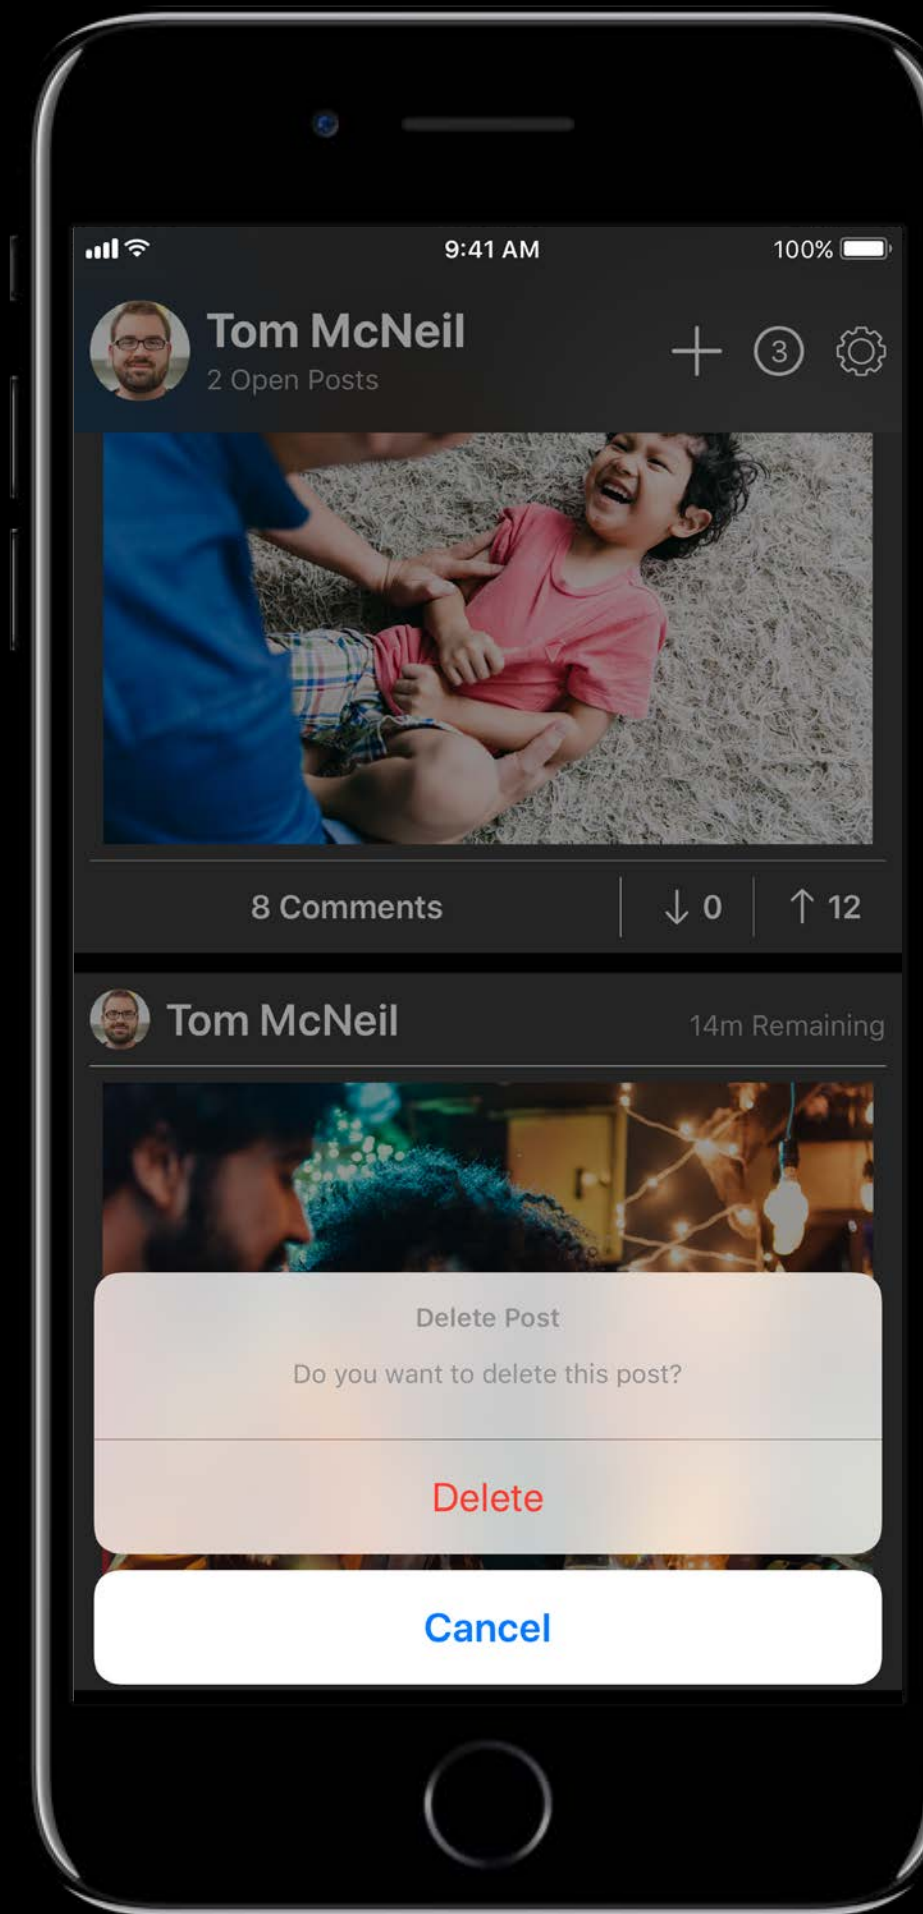 9:41 AM 100%
Tom McNeil
2 Open Posts
3
8 Comments 0 12
Tom McNeil 14m Remaining
Delete Post
Do you want to delete this post?
Delete
Cancel